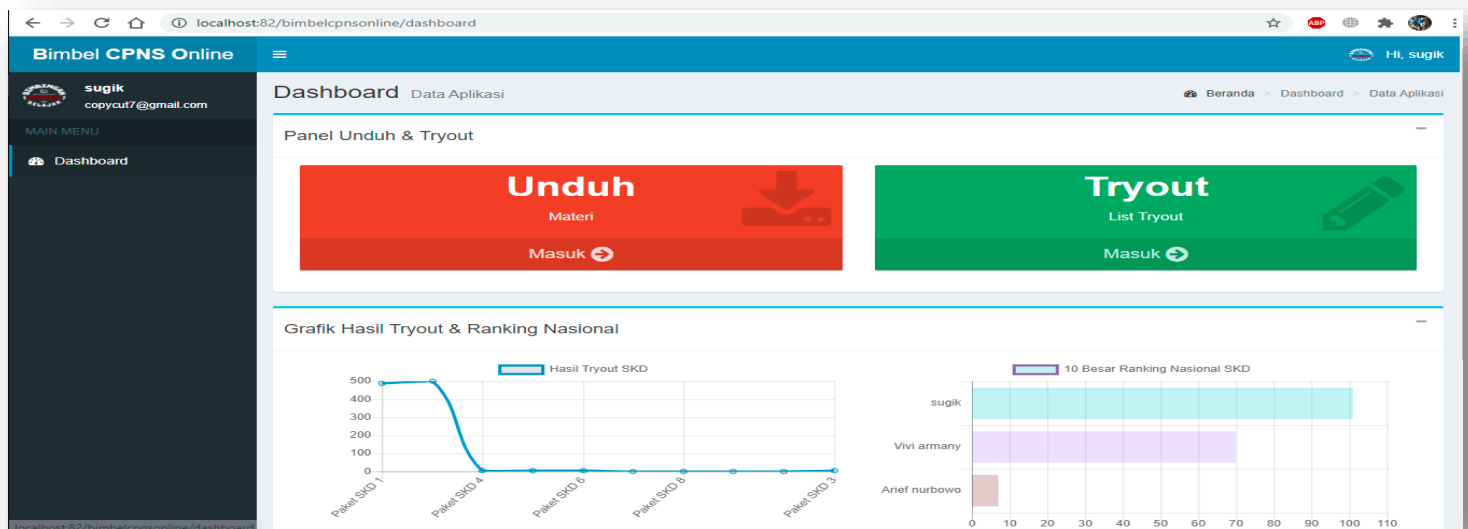 localhost:82/bimbelcpnsonline/dashboard
ABP
Bimbel CPNS Online
Hi, sugik
sugik
copycut7@gmail.com
MAIN MENU
Dashboard
Dashboard Data Aplikasi
Beranda > Dashboard > Data Aplikasi
Panel Unduh & Tryout
Unduh
Materi
Masuk
Tryout
List Tryout
Masuk
Grafik Hasil Tryout & Ranking Nasional
Hasil Tryout SKD
500
400
300
200
100
0
Paket SKD 1
Paket SKD 4
Paket SKD 6
Paket SKD 8
Paket SKD 3
10 Besar Ranking Nasional SKD
sugik
Vivi armany
Arief nurbowo
0 10 20 30 40 50 60 70 80 90 100 110
localhost:82/bimbelcpnsonline/dashboard